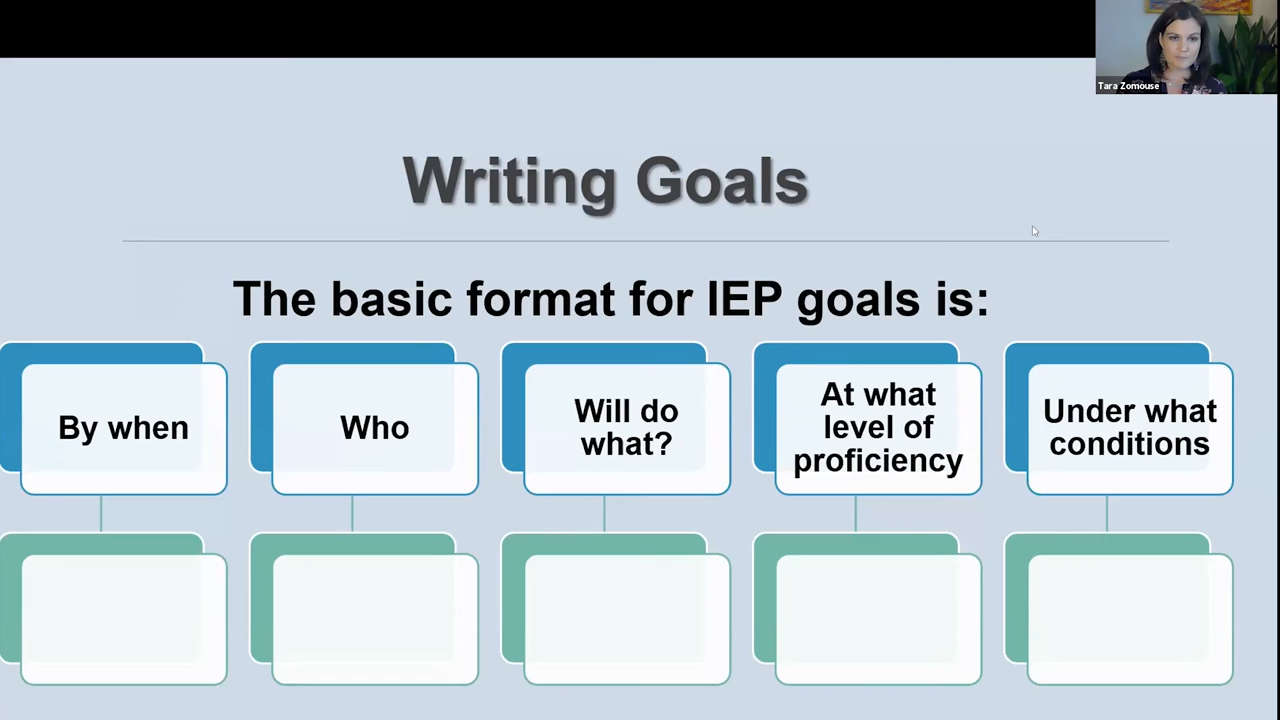 Tara Zomouse
Writing Goals
The basic format for IEP goals is:
By when
Who
Will do
what?
At what
level of
proficiency
Under what
conditions